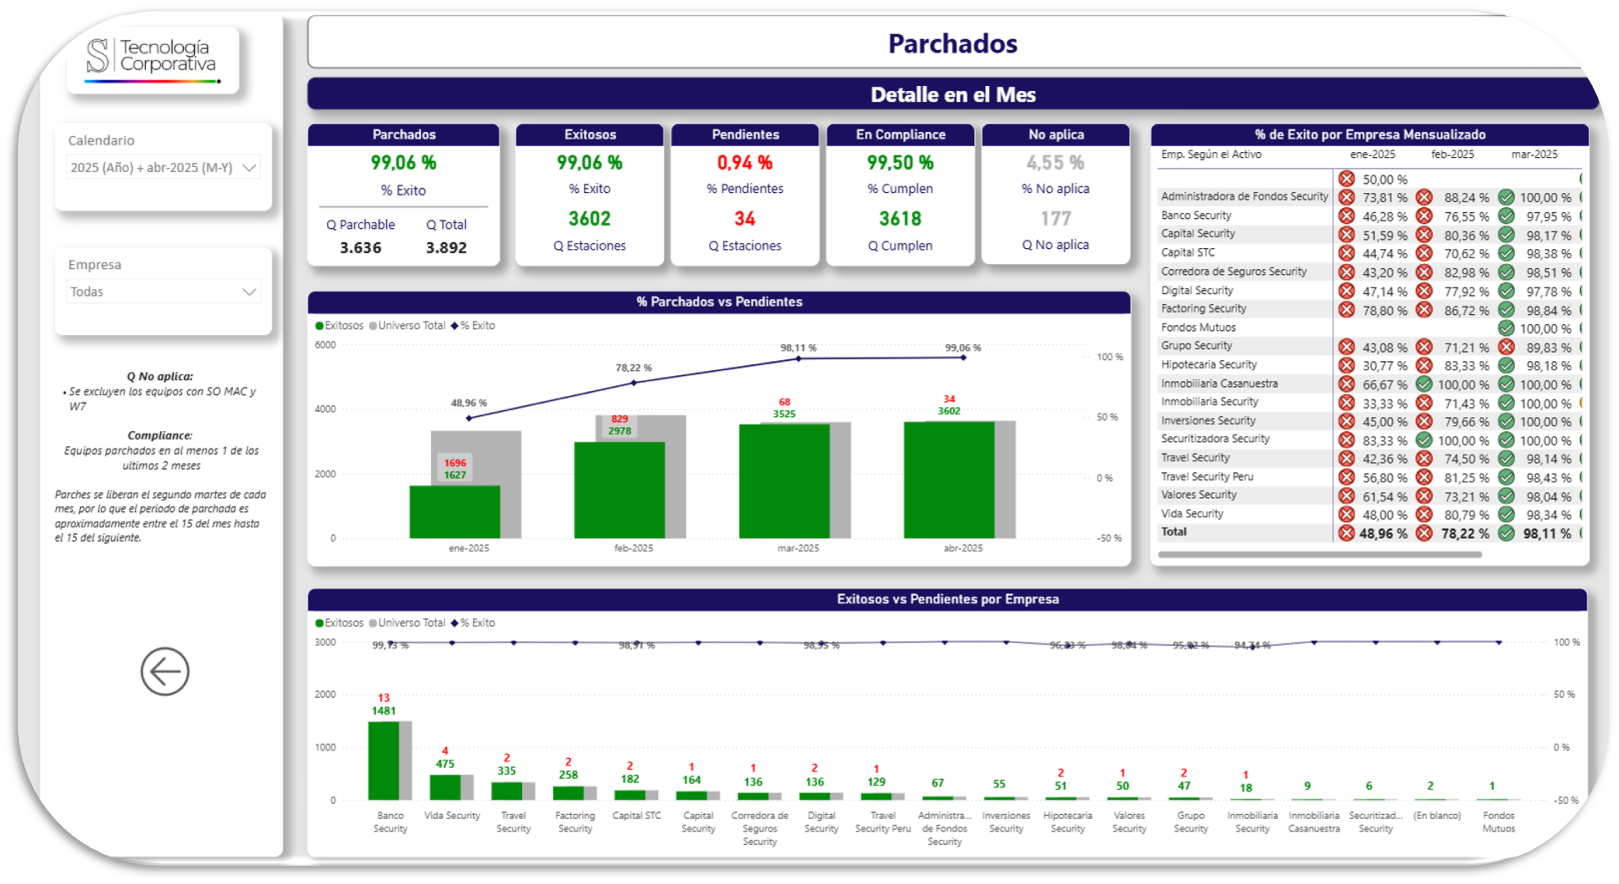 S Tecnología
Corporativa
Parchados
Detalle en el Mes
Calendario
2025 (Año) + abr-2025 (M-Y)
Empresa
Todas
Q No aplica:
• Se excluyen los equipos con SO MAC y
W7
Compliance:
Equipos parchados en al menos 1 de los
ultimos 2 meses
Parches se liberan el segundo martes de cada
mes, por lo que el periodo de parchada es
aproximadamente entre el 15 del mes hasta
el 15 del siguiente.
Parchados
99,06 %
% Exito
Q Parchable Q Total
3.636 3.892
Exitosos
99,06 %
% Exito
3602
Q Estaciones
Pendientes
0,94 %
% Pendientes
34
Q Estaciones
En Compliance
99,50 %
% Cumplen
3618
Q Cumplen
No aplica
4,55 %
% No aplica
177
Q No aplica
% de Exito por Empresa Mensualizado
Emp. Según el Activo ene-2025 feb-2025 mar-2025
50,00 %
Administradora de Fondos Security 73,81 % 88,24 % 100,00 %
Banco Security 46,28 % 76,55 % 97,95 %
Capital Security 51,59 % 80,36 % 98,17 %
Capital STC 44,74 % 70,62 % 98,38 %
Corredora de Seguros Security 43,20 % 82,98 % 98,51 %
Digital Security 47,14 % 77,92 % 97,78 %
Factoring Security 78,80 % 86,72 % 98,84 %
Fondos Mutuos 100,00 %
Grupo Security 43,08 % 71,21 % 89,83 %
Hipotecaria Security 30,77 % 83,33 % 98,18 %
Inmobiliaria Casanuestra 66,67 % 100,00 % 100,00 %
Inmobiliaria Security 33,33 % 71,43 % 100,00 %
Inversiones Security 45,00 % 79,66 % 100,00 %
Securitizadora Security 83,33 % 100,00 % 100,00 %
Travel Security 42,36 % 74,50 % 98,14 %
Travel Security Peru 56,80 % 81,25 % 98,43 %
Valores Security 61,54 % 73,21 % 98,04 %
Vida Security 48,00 % 80,79 % 98,34 %
Total 48,96 % 78,22 % 98,11 %
% Parchados vs Pendientes
Exitosos Universo Total % Exito
6000
4000
2000
0
48,96 %
78,22 %
98,11 %
99,06 %
1696
1627
829
2978
68
3525
34
3602
100 %
50 %
0 %
-50 %
ene-2025 feb-2025 mar-2025 abr-2025
Exitosos vs Pendientes por Empresa
Exitosos Universo Total % Exito
3000
2000
1000
0
99,13 %
13
1481
4
475
2
335
2
258
2
182
1
164
1
136
2
136
1
129
67
55
2
51
1
50
2
47
1
18
9
6
2
1
100 %
50 %
0 %
-50 %
Banco
Security
Vida Security
Travel
Security
Factoring
Security
Capital STC
Capital
Security
Corredora de
Seguros
Security
Digital
Security
Travel
Security Peru
Administra...
de Fondos
Security
Inversiones
Security
Hipotecaria
Security
Valores
Security
Grupo
Security
Inmobiliaria
Security
Inmobiliaria
Casanuestra
Securitizad...
Security
(En blanco)
Fondos
Mutuos